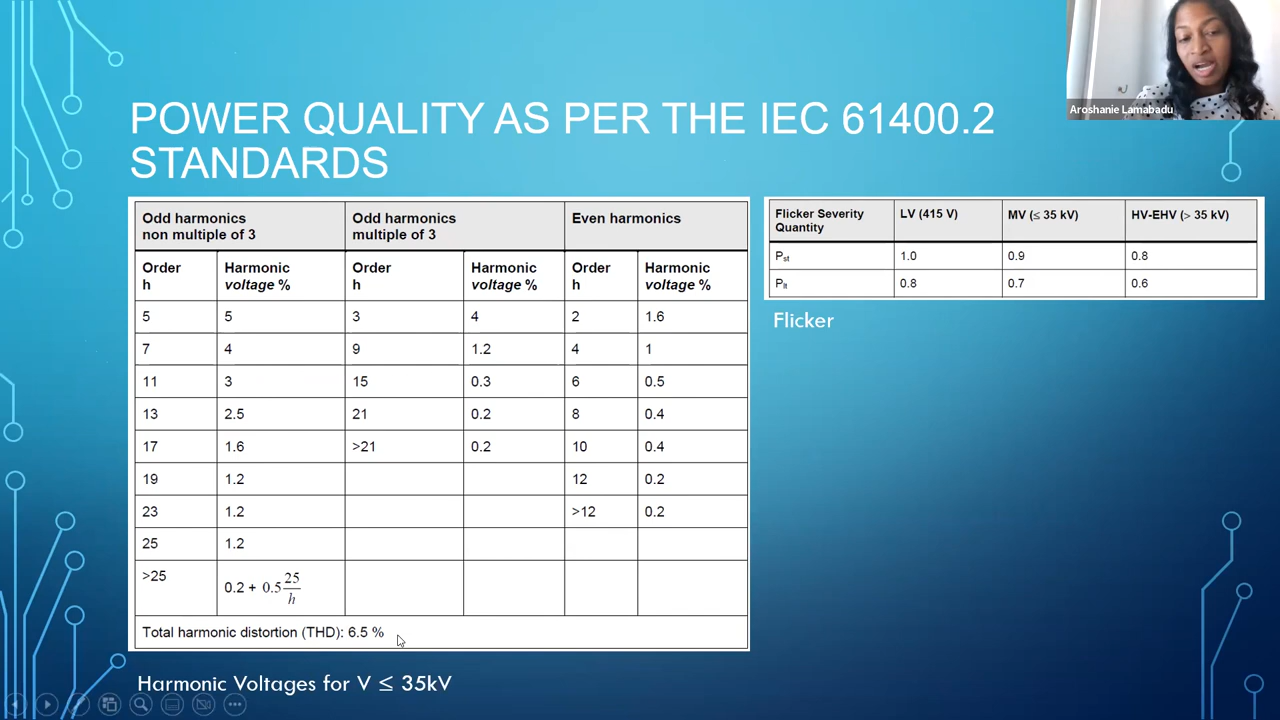 Aroshanie Lamabadu
POWER QUALITY AS PER THE IEC 61400.2
STANDARDS
Odd harmonics
non multiple of 3
Odd harmonics
multiple of 3
Even harmonics
Order
h
Harmonic
voltage %
Order
h
Harmonic
voltage %
Order
h
Harmonic
voltage %
5 5 3 4 2 1.6
7 4 9 1.2 4 1
11 3 15 0.3 6 0.5
13 2.5 21 0.2 8 0.4
17 1.6 >21 0.2 10 0.4
19 1.2 12 0.2
23 1.2 >12 0.2
25 1.2
>25 0.2 + 0.5 25/h
Total harmonic distortion (THD): 6.5 %
Harmonic Voltages for V ≤ 35kV
Flicker Severity
Quantity
LV (415 V) MV (≤ 35 kV) HV-EHV (> 35 kV)
Pst 1.0 0.9 0.8
Plt 0.8 0.7 0.6
Flicker